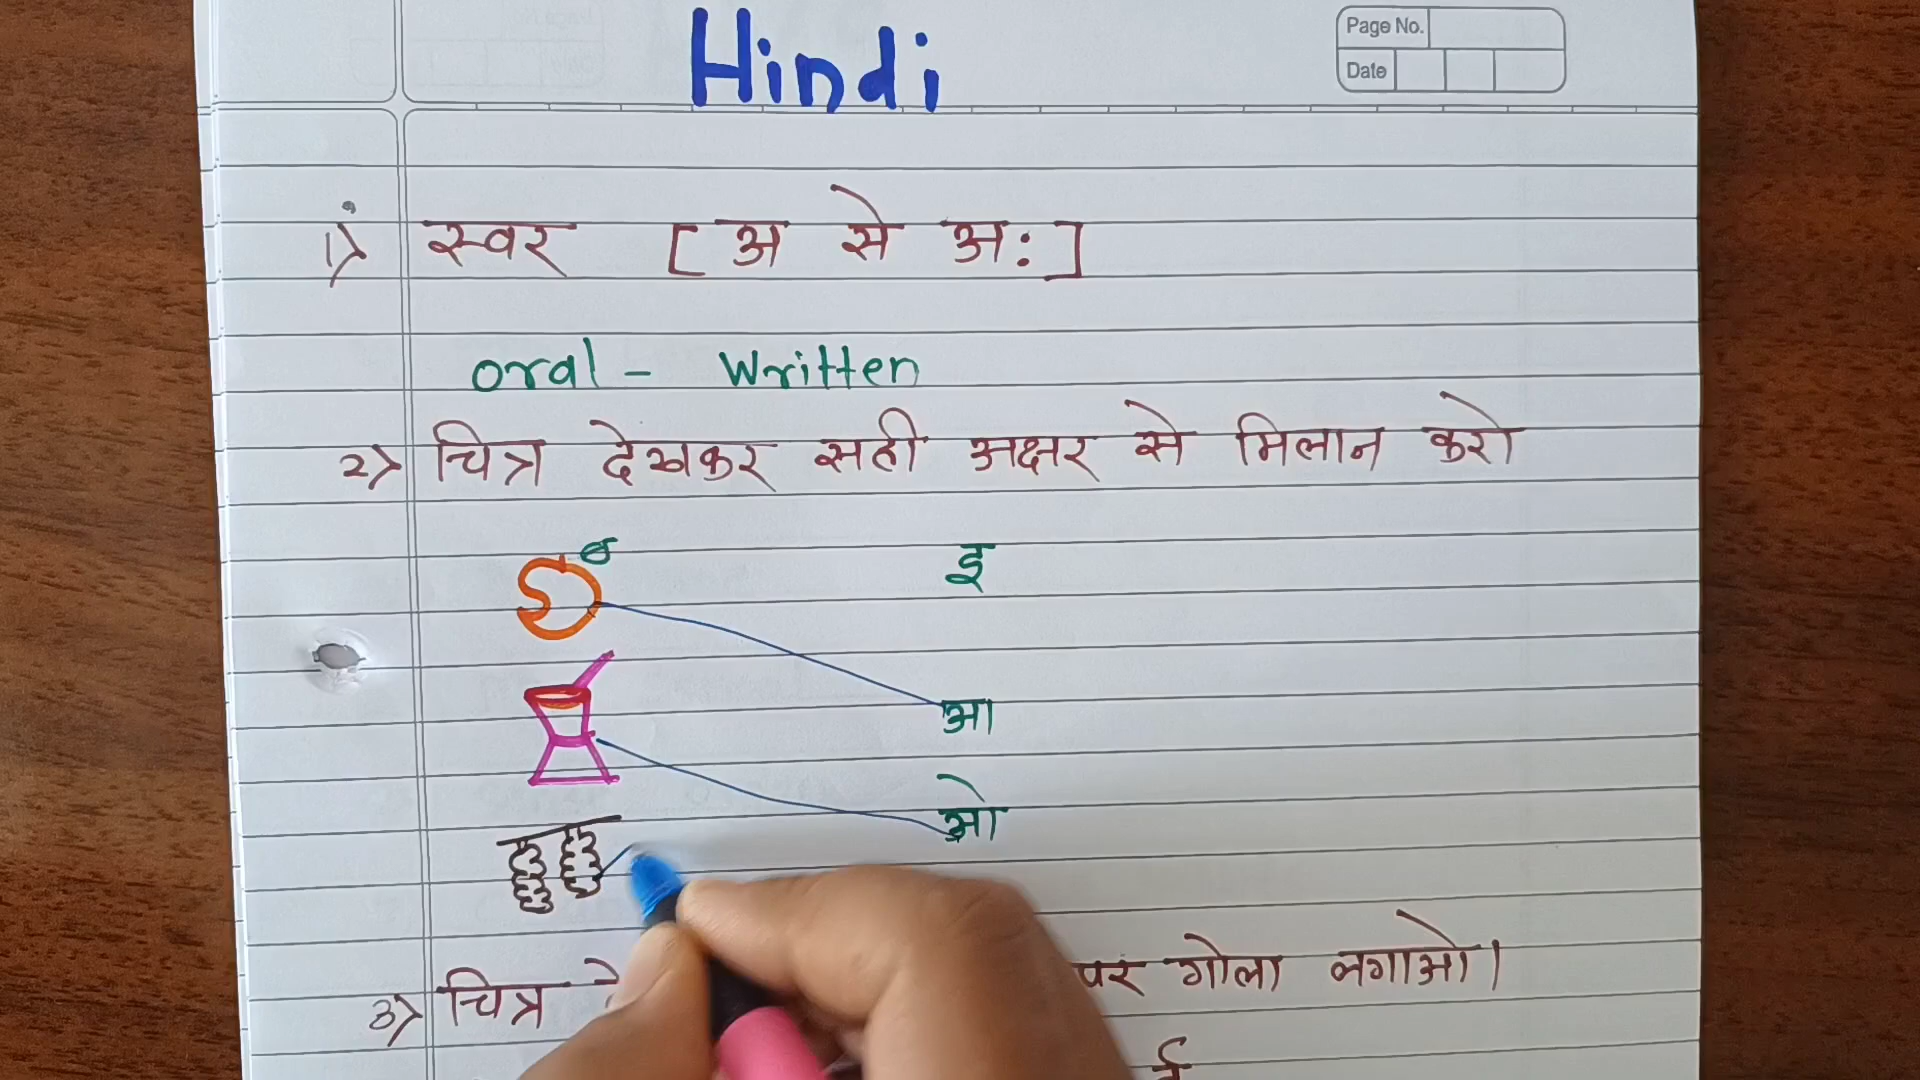 Hindi
Page No.
Date
1) स्वर [ अ से अ: ]
oral - written
2) चित्र देखकर सही अक्षर से मिलान करो
इ
आ
ओ
3) चित्र पर गोला लगाओ।
ई